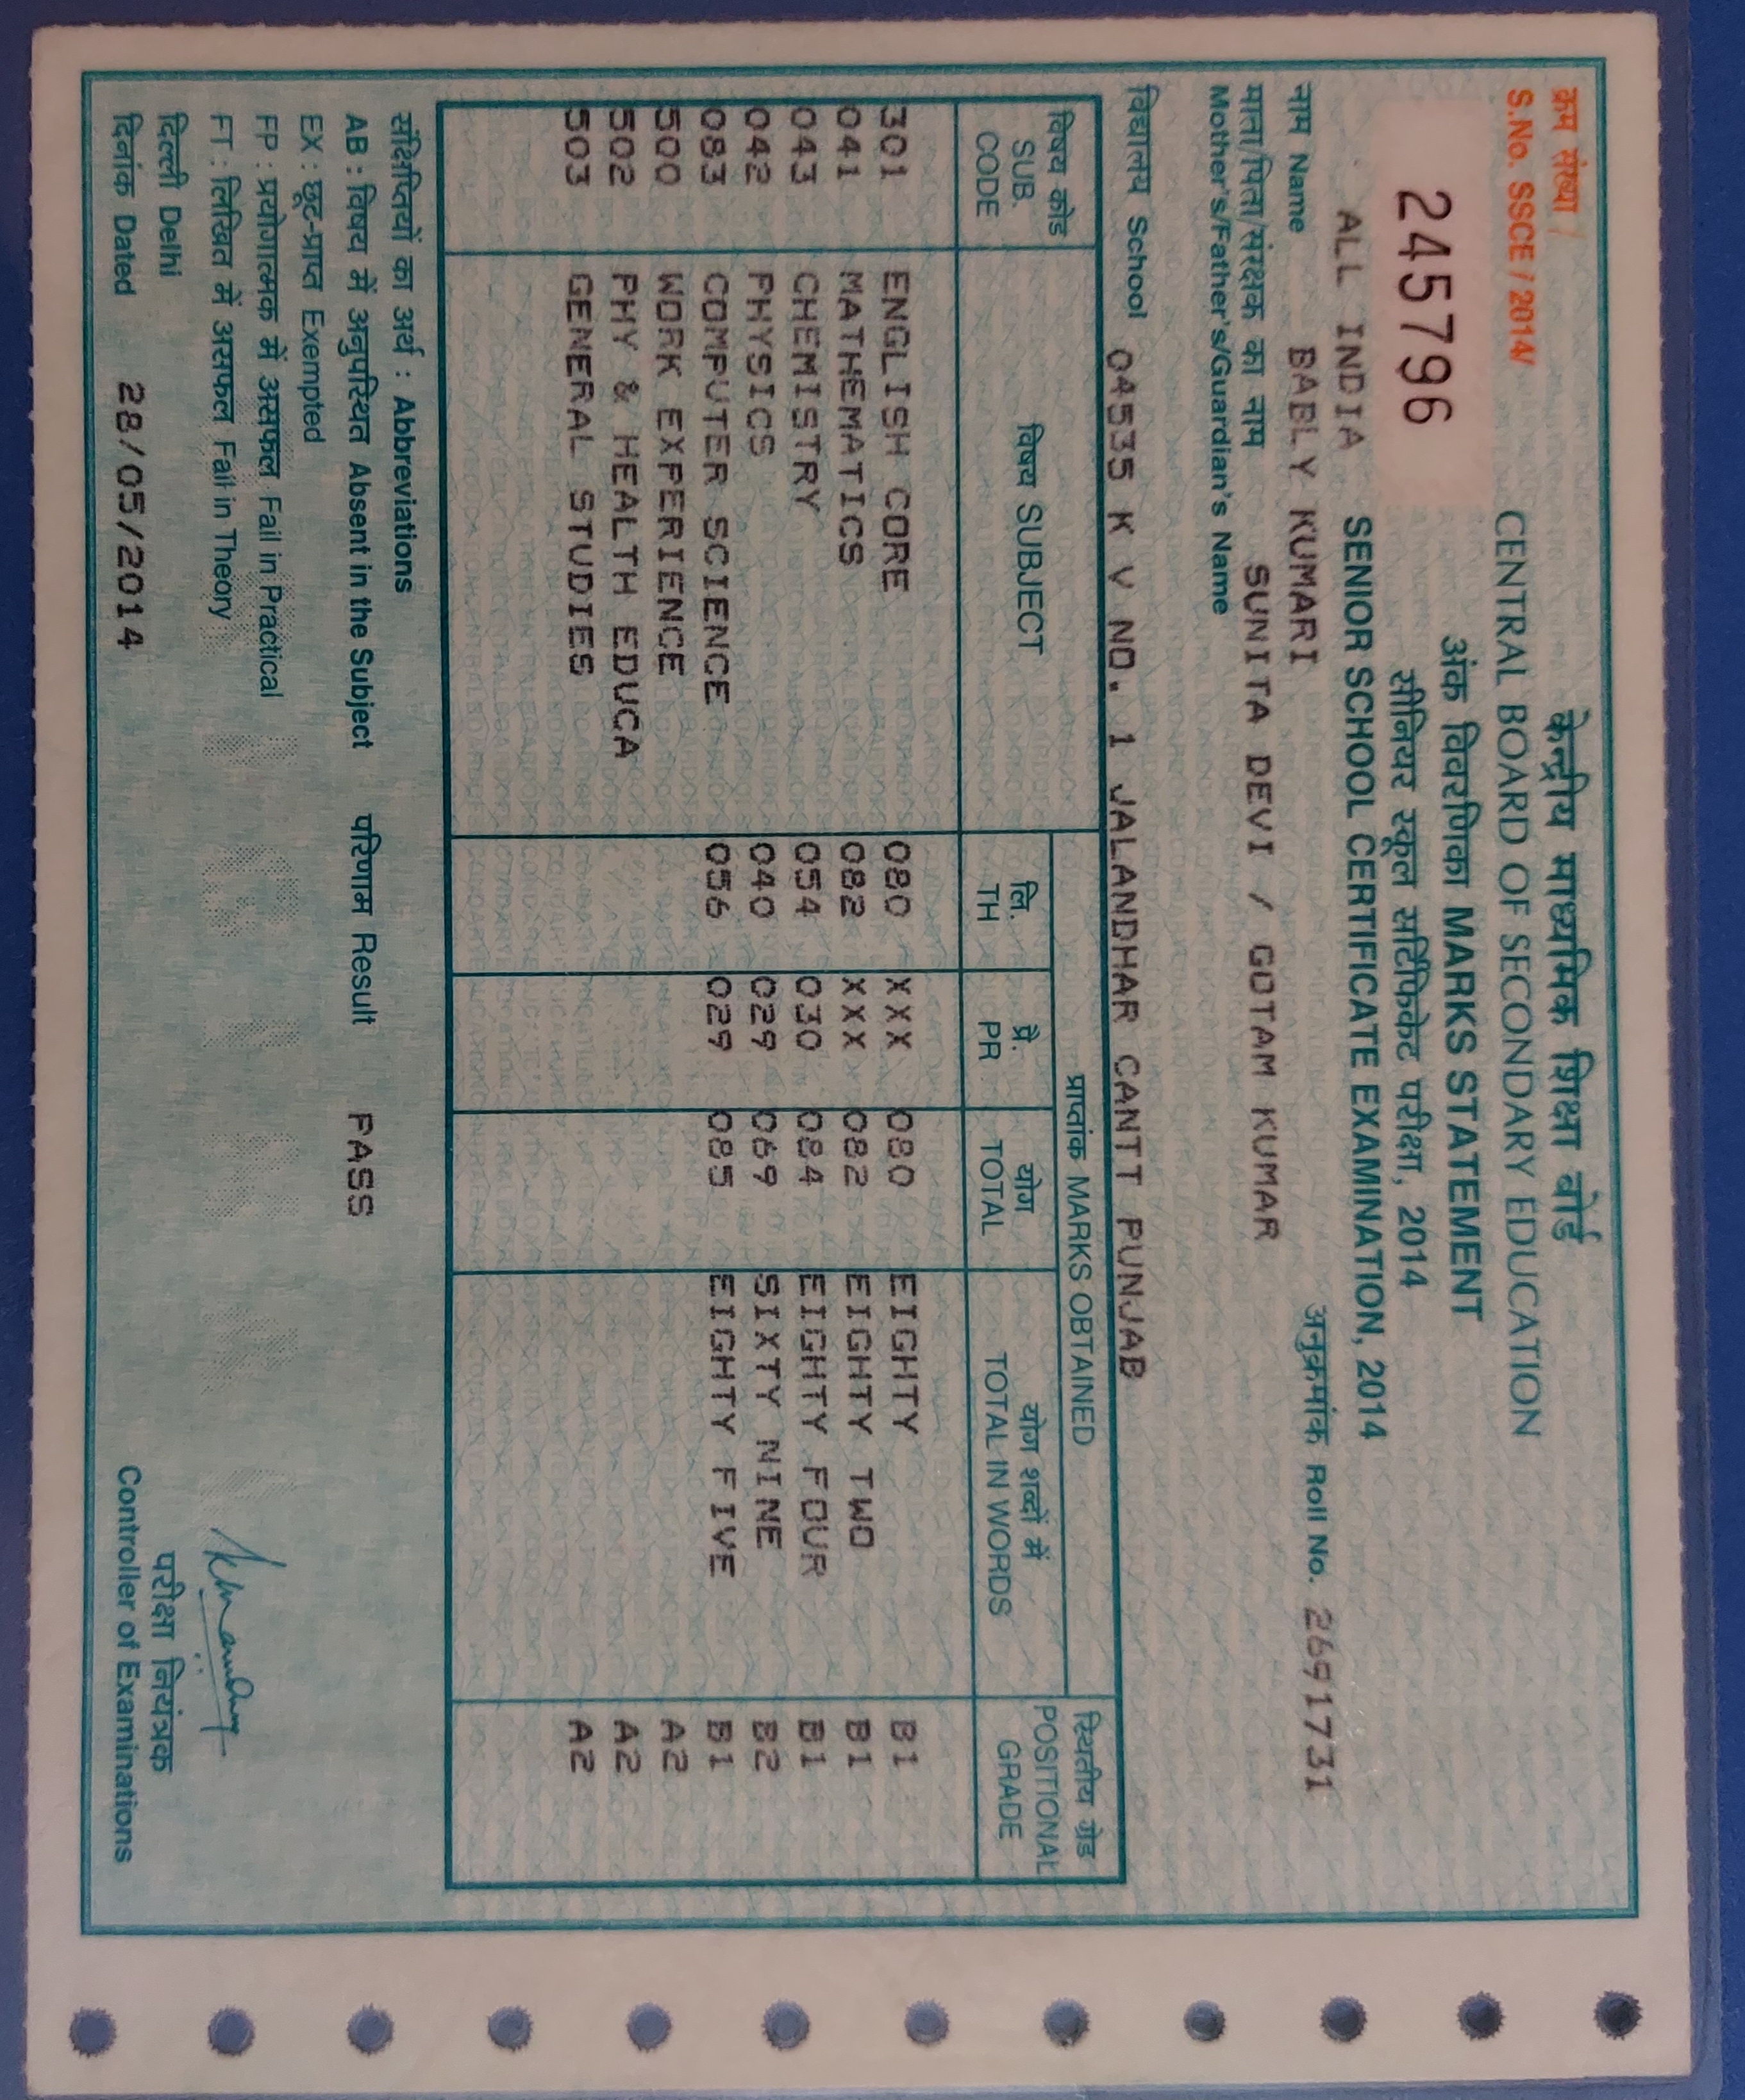 क्रम संख्या /
S.No. SSCE / 2014/
245796
केन्द्रीय माध्यमिक शिक्षा बोर्ड
CENTRAL BOARD OF SECONDARY EDUCATION
अंक विवरणिका MARKS STATEMENT
सीनियर स्कूल सर्टिफिकेट परीक्षा, 2014
ALL INDIA SENIOR SCHOOL CERTIFICATE EXAMINATION, 2014
नाम Name BABLY KUMARI अनुक्रमांक Roll No. 2691731
माता/पिता/संरक्षक का नाम SUNITA DEVI / GOTAM KUMAR
Mother's/Father's/Guardian's Name
विद्यालय School 04535 K V NO. 1 JALANDHAR CANTT PUNJAB
विषय कोड SUB. CODE विषय SUBJECT प्राप्तांक MARKS OBTAINED स्थितीय ग्रेड POSITIONAL GRADE
लि. TH प्रै. PR योग TOTAL योग शब्दों में TOTAL IN WORDS
301 ENGLISH CORE 080 XXX 080 EIGHTY B1
041 MATHEMATICS 082 XXX 082 EIGHTY TWO B1
043 CHEMISTRY 054 030 084 EIGHTY FOUR B1
042 PHYSICS 040 029 069 SIXTY NINE B2
083 COMPUTER SCIENCE 056 029 085 EIGHTY FIVE B1
500 WORK EXPERIENCE A2
502 PHY & HEALTH EDUCA A2
503 GENERAL STUDIES A2
संक्षिप्तियों का अर्थ : Abbreviations
AB : विषय में अनुपस्थित Absent in the Subject परिणाम Result PASS
EX : छूट-प्राप्त Exempted
FP : प्रयोगात्मक में असफल Fail in Practical
FT : लिखित में असफल Fail in Theory
दिल्ली Delhi
दिनांक Dated 28/05/2014
परीक्षा नियंत्रक
Controller of Examinations